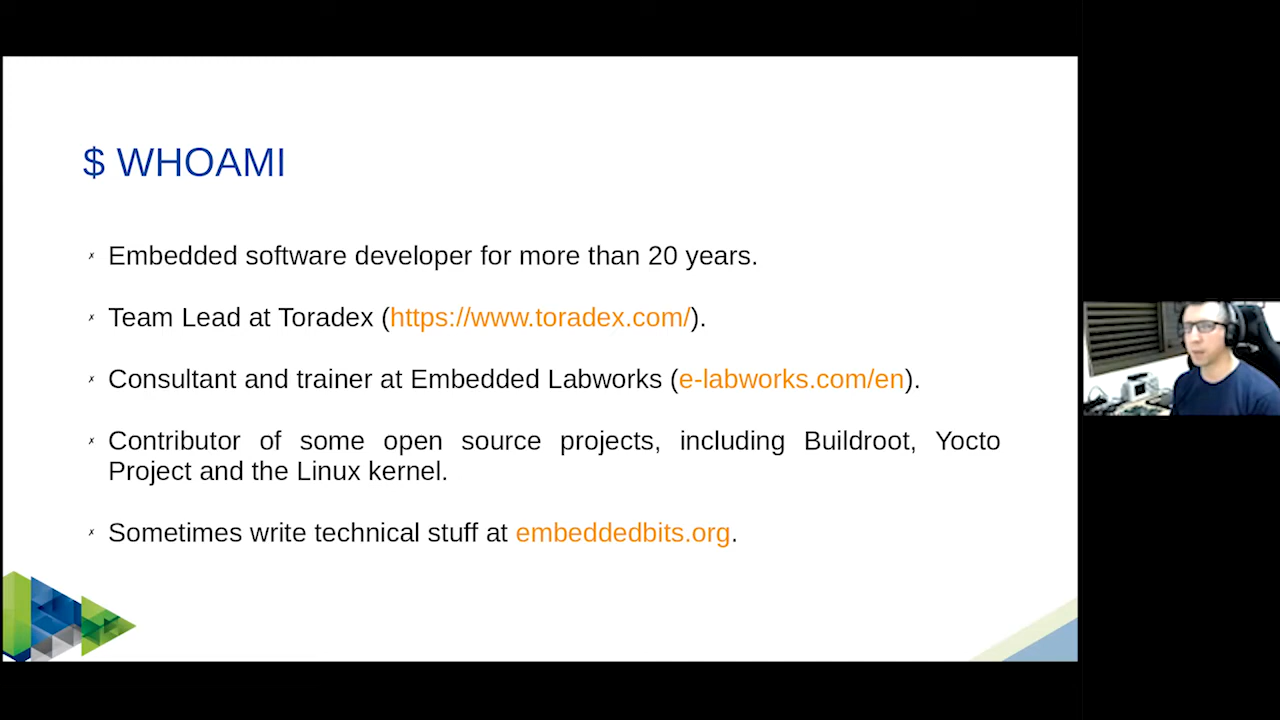 $ WHOAMI
Embedded software developer for more than 20 years.
Team Lead at Toradex (https://www.toradex.com/).
Consultant and trainer at Embedded Labworks (e-labworks.com/en).
Contributor of some open source projects, including Buildroot, Yocto
Project and the Linux kernel.
Sometimes write technical stuff at embeddedbits.org.